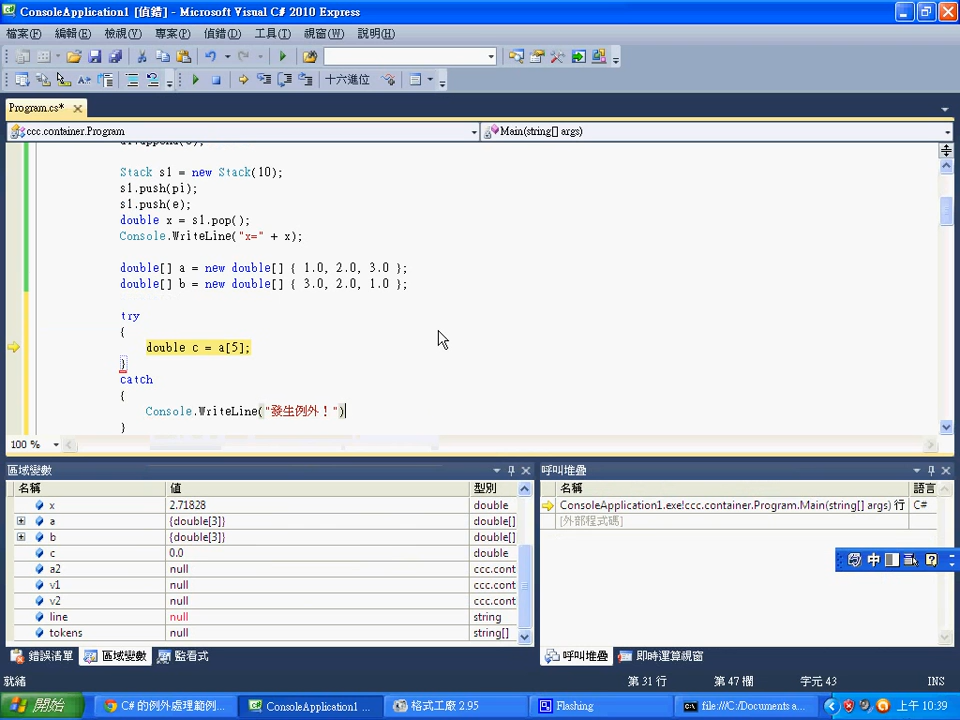 ConsoleApplication1 [偵錯] - Microsoft Visual C# 2010 Express
檔案(F) 編輯(E) 檢視(V) 專案(P) 偵錯(D) 工具(T) 視窗(W) 說明(H)
十六進位
Program.cs*
ccc.container.Program Main(string[] args)
Stack s1 = new Stack(10);
s1.push(pi);
s1.push(e);
double x = s1.pop();
Console.WriteLine("x=" + x);
double[] a = new double[] { 1.0, 2.0, 3.0 };
double[] b = new double[] { 3.0, 2.0, 1.0 };
try
{
double c = a[5];
}
catch
{
Console.WriteLine("發生例外！")
}
100 %
區域變數 呼叫堆疊
名稱 值 型別 名稱 語言
x 2.71828 double ConsoleApplication1.exe!ccc.container.Program.Main(string[] args) 行 C#
a {double[3]} double[] [外部程式碼]
b {double[3]} double[]
c 0.0 double
a2 null ccc.cont
v1 null ccc.cont
v2 null ccc.cont
line null string
tokens null string[]
中
錯誤清單 區域變數 監看式 呼叫堆疊 即時運算視窗
就緒 第 31 行 第 47 欄 字元 43 INS
開始 C# 的例外處理範例... ConsoleApplication1 ... 格式工廠 2.95 Flashing file:///C:/Documents a... 上午 10:39